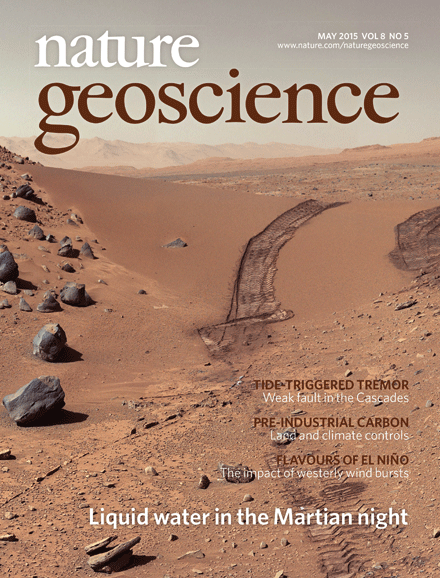 nature
MAY 2015 VOL 8 NO 5
www.nature.com/naturegeoscience
geoscience
TIDE-TRIGGERED TREMOR
Weak fault in the Cascades
PRE-INDUSTRIAL CARBON
Land and climate controls
FLAVOURS OF EL NIÑO
The impact of westerly wind bursts
Liquid water in the Martian night